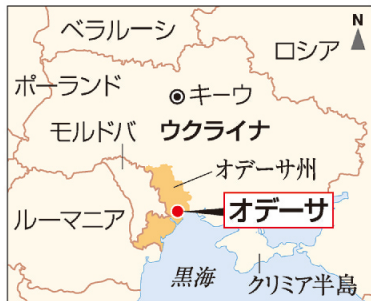 ベラルーシ
N
ロシア
ポーランド
キーウ
モルドバ
ウクライナ
オデーサ州
ルーマニア
オデーサ
黒海
クリミア半島